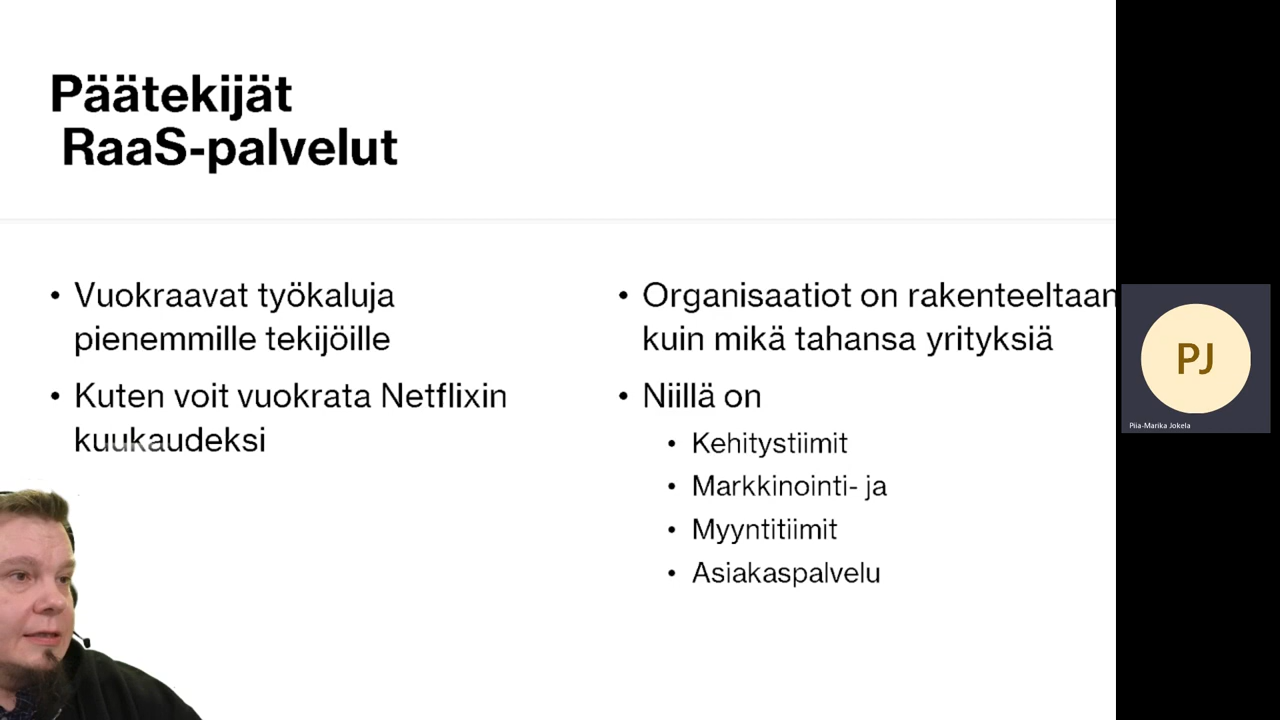 Päätekijät
RaaS-palvelut
• Vuokraavat työkaluja
pienemmille tekijöille
• Kuten voit vuokrata Netflixin
kuukaudeksi
• Organisaatiot on rakenteeltaan
kuin mikä tahansa yrityksiä
• Niillä on
• Kehitystiimit
• Markkinointi- ja
• Myyntitiimit
• Asiakaspalvelu
PJ
Piia-Marika Jokela